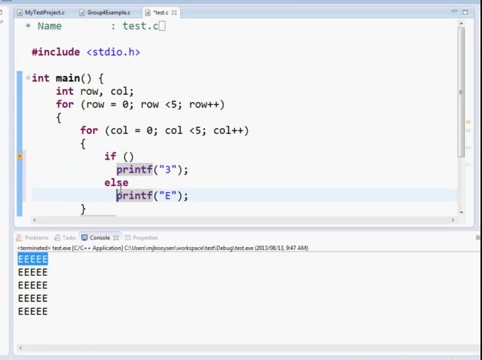 MyTestProject.c
Group4Example.c
*test.c
* Name : test.c
#include <stdio.h>
int main() {
int row, col;
for (row = 0; row <5; row++)
{
for (col = 0; col <5; col++)
{
if ()
printf("3");
else
printf("E");
}
Problems Tasks Console Properties
<terminated> test.exe [C/C++ Application] C:\Users\mjbooysen\workspace\test\Debug\test.exe (2013/08/13, 9:47 AM)
EEEEE
EEEEE
EEEEE
EEEEE
EEEEE